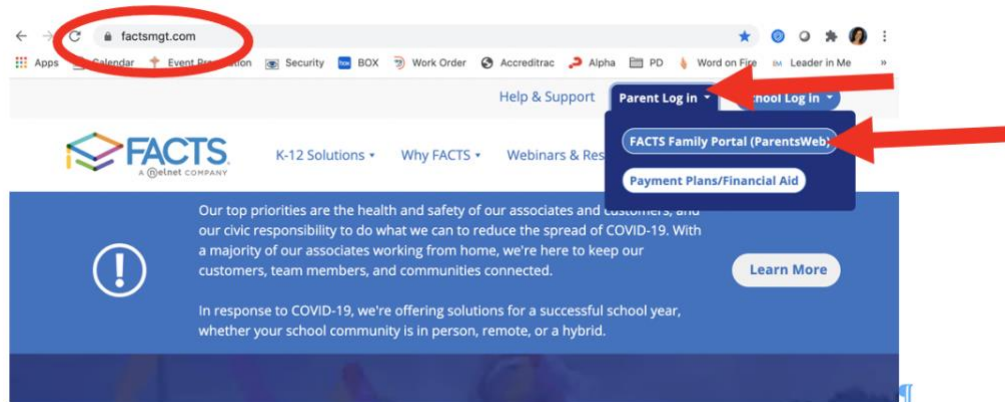 factsmgt.com
Apps Calendar Event Security BOX Work Order Accreditrac Alpha PD Word on Fire Leader in Me »
Help & Support Parent Log in School Log in
FACTS
A nelnet COMPANY
K-12 Solutions Why FACTS Webinars &
FACTS Family Portal (ParentsWeb)
Payment Plans/Financial Aid
Our top priorities are the health and safety of our associates and customers, and
our civic responsibility to do what we can to reduce the spread of COVID-19. With
a majority of our associates working from home, we're here to keep our
customers, team members, and communities connected.
Learn More
In response to COVID-19, we're offering solutions for a successful school year,
whether your school community is in person, remote, or a hybrid.
¶